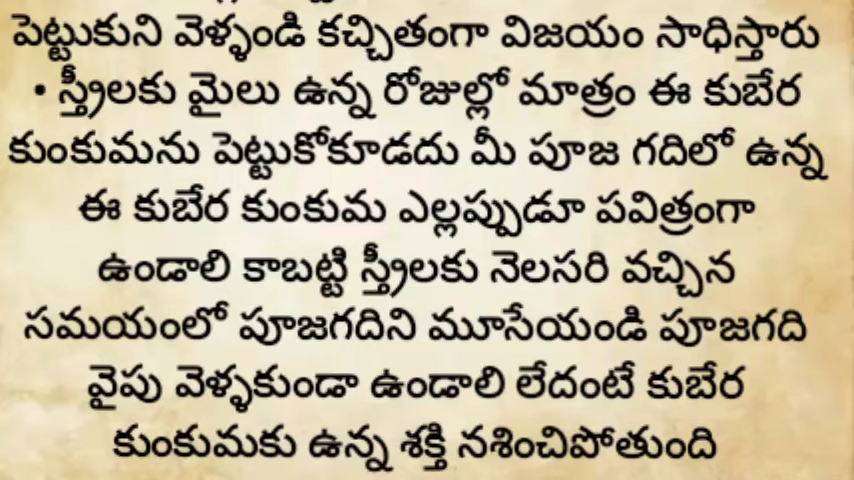 పెట్టుకుని వెళ్ళండి కచ్చితంగా విజయం సాధిస్తారు
• స్త్రీలకు మైలు ఉన్న రోజుల్లో మాత్రం ఈ కుబేర
కుంకుమను పెట్టుకోకూడదు మీ పూజ గదిలో ఉన్న
ఈ కుబేర కుంకుమ ఎల్లప్పుడూ పవిత్రంగా
ఉండాలి కాబట్టి స్త్రీలకు నెలసరి వచ్చిన
సమయంలో పూజగదిని మూసేయండి పూజగది
వైపు వెళ్ళకుండా ఉండాలి లేదంటే కుబేర
కుంకుమకు ఉన్న శక్తి నశించిపోతుంది